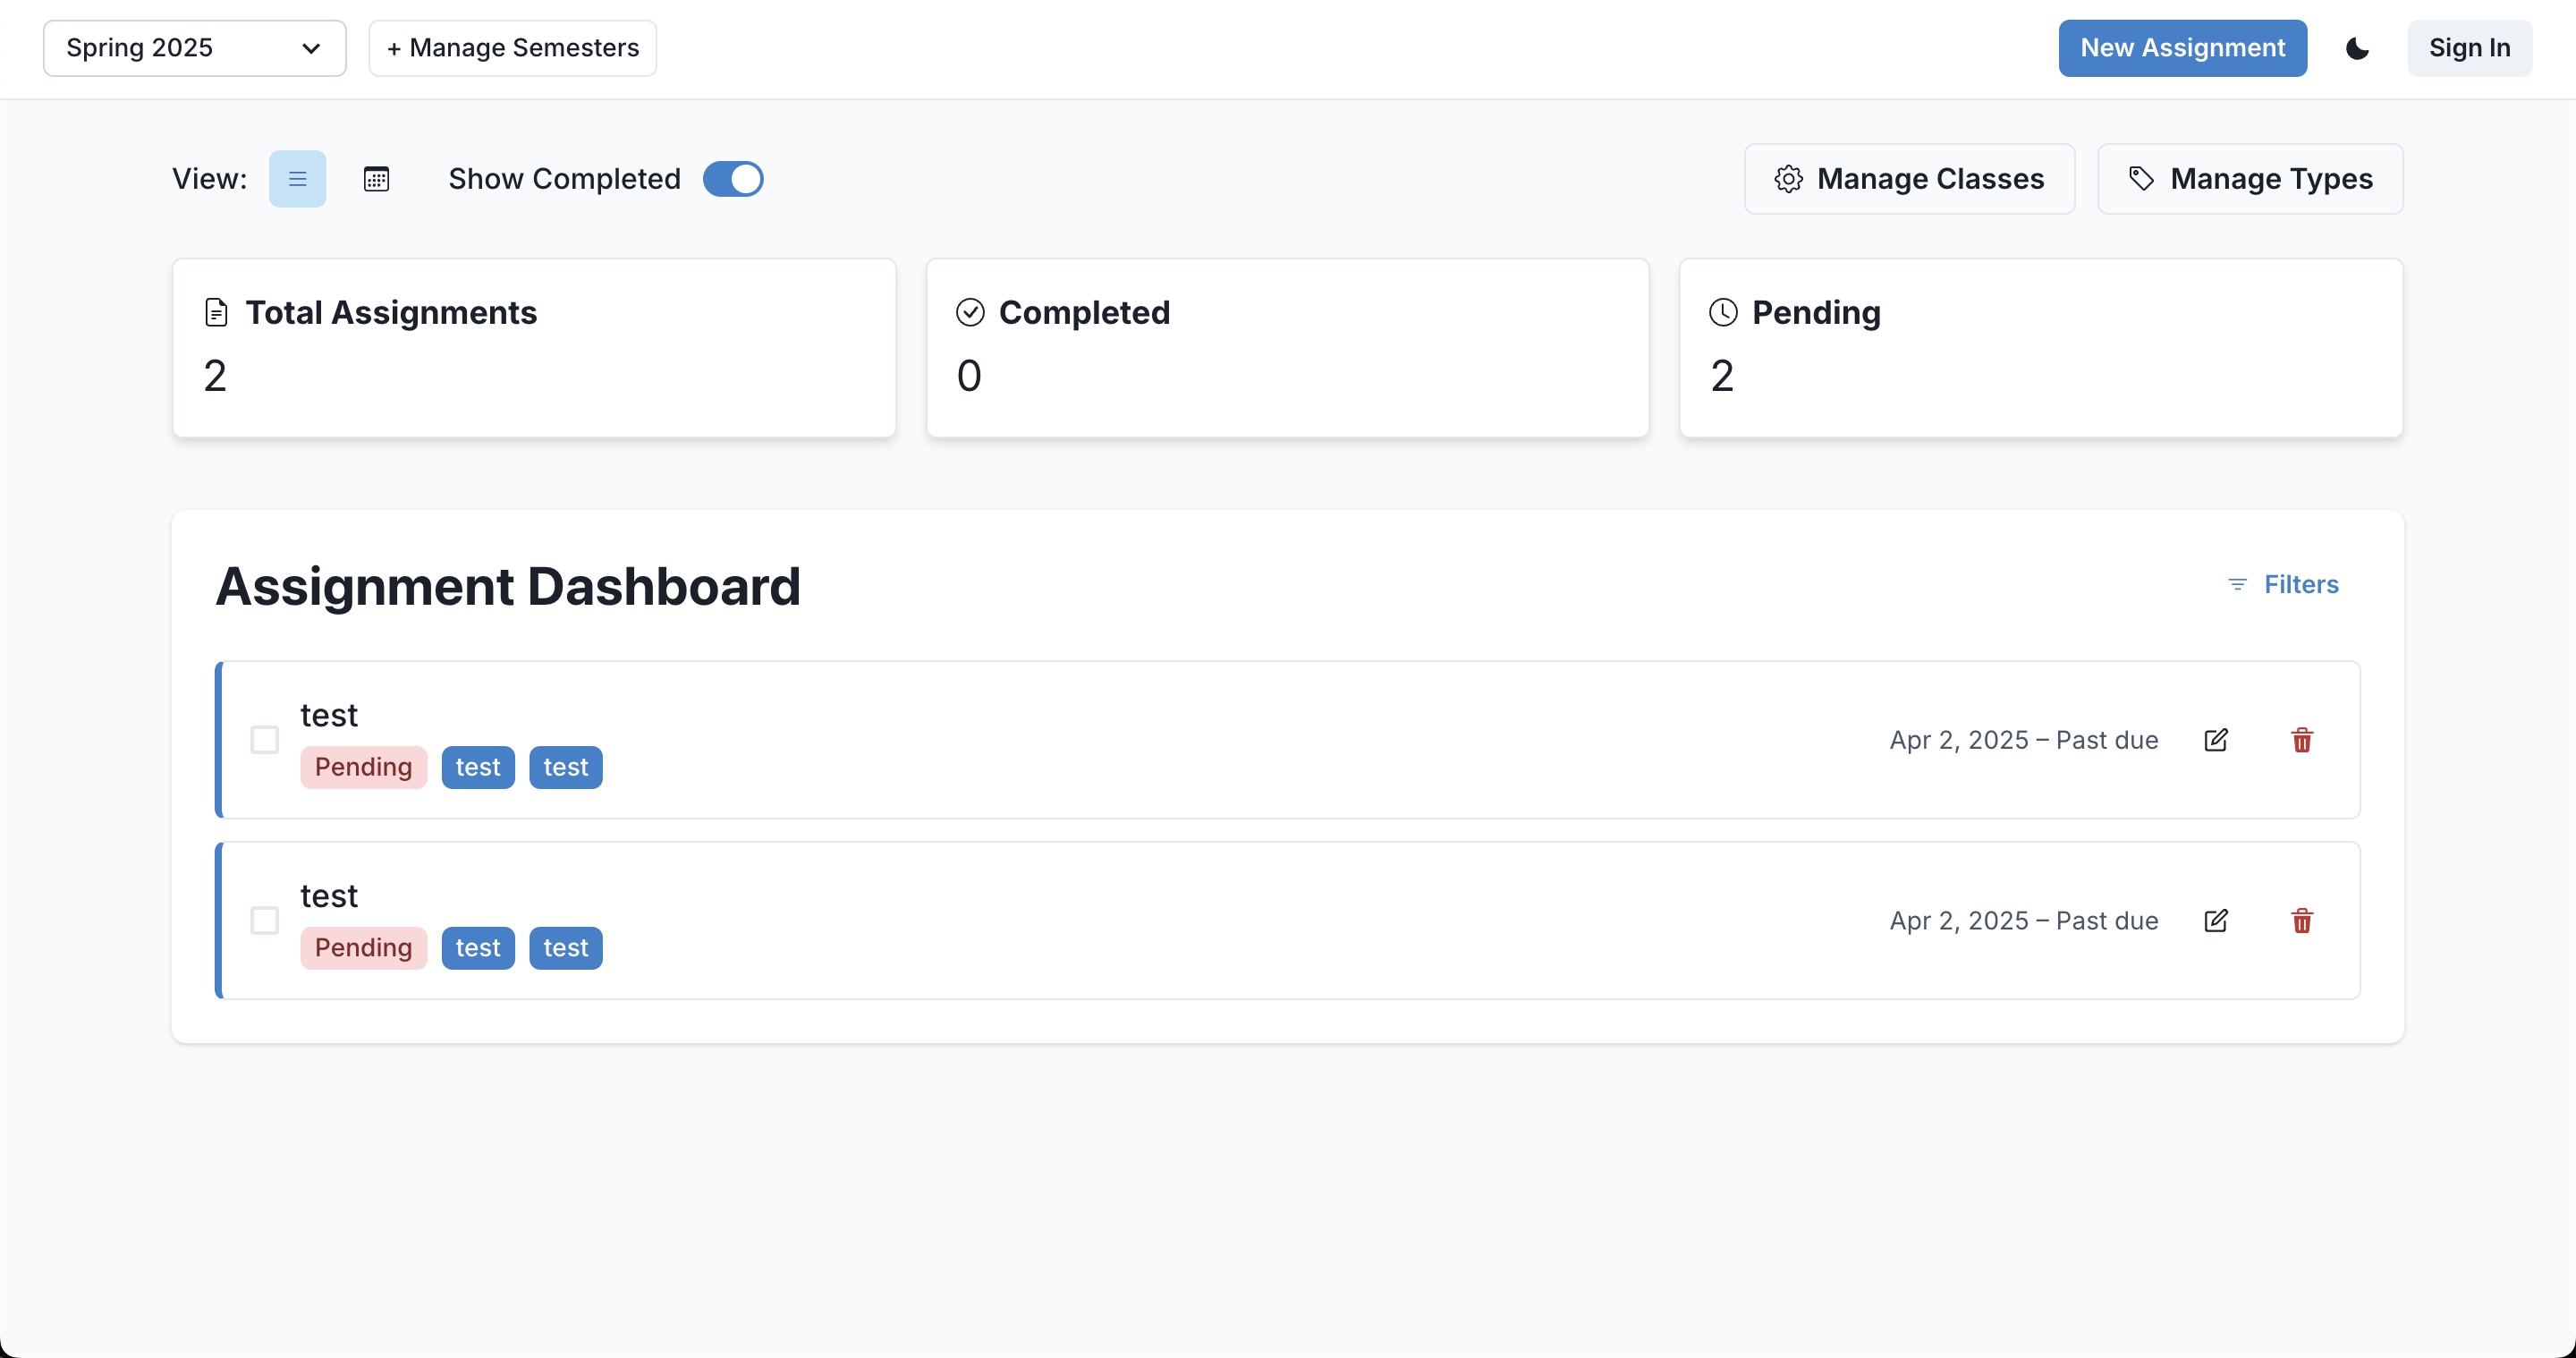 Spring 2025 + Manage Semesters New Assignment Sign In
View: Show Completed Manage Classes Manage Types
Total Assignments
2
Completed
0
Pending
2
Assignment Dashboard Filters
test
Pending test test
Apr 2, 2025 – Past due
test
Pending test test
Apr 2, 2025 – Past due